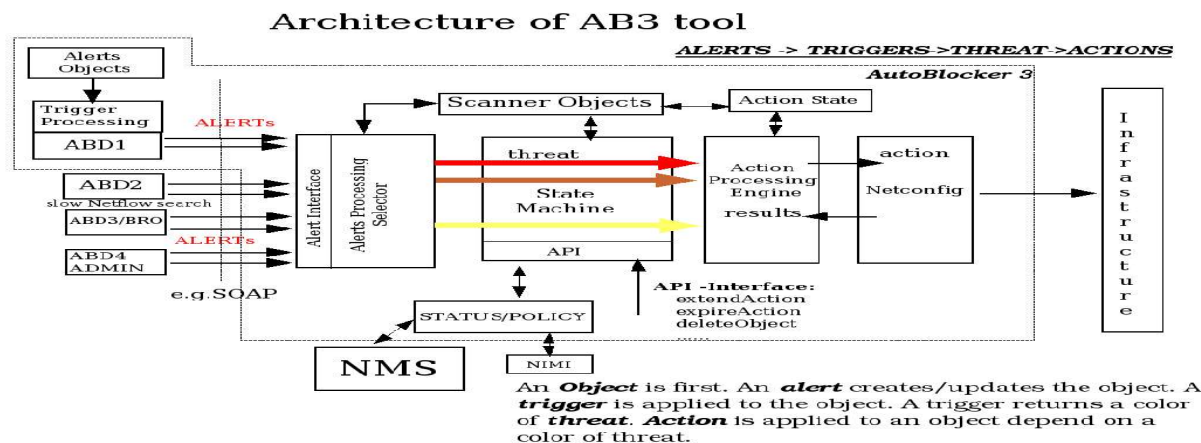 Architecture of AB3 tool
ALERTS -> TRIGGERS->THREAT->ACTIONS
AutoBlocker 3
Alerts
Objects
Trigger
Processing
ABD1
ALERTs
ABD2
slow Netflow search
ABD3/BRO
ALERTs
ABD4
ADMIN
e.g.SOAP
Alert Interface
Alerts Processing
Selector
Scanner Objects
Action State
threat
State
Machine
API
Action
Processing
Engine
results
action
Netconfig
Infrastructure
API -Interface:
extendAction
expireAction
deleteObject
......
STATUS/POLICY
NMS
NIMI
An Object is first. An alert creates/updates the object. A
trigger is applied to the object. A trigger returns a color
of threat. Action is applied to an object depend on a
color of threat.